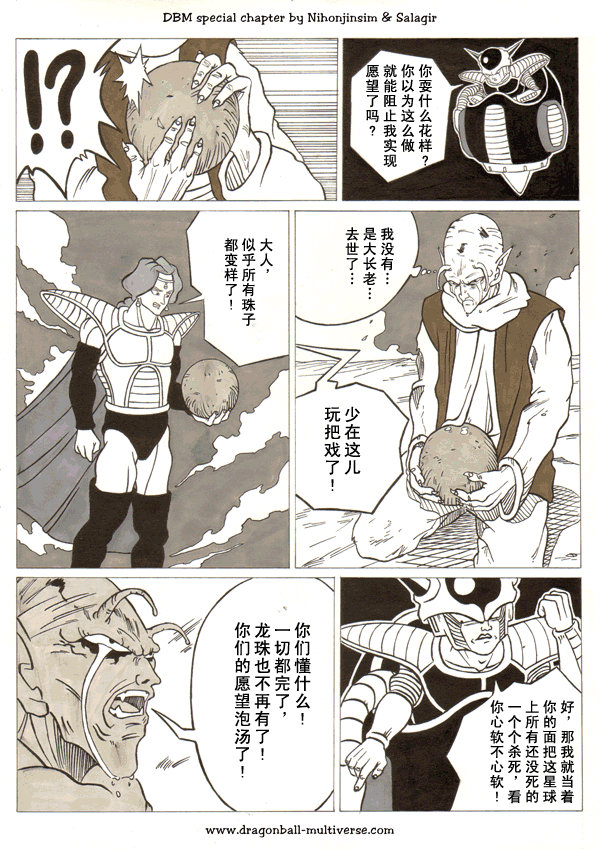 DBM special chapter by Nihonjinsim & Salagir
你耍什么花样？
你以为这么做
就能阻止我实现
愿望了吗？
!?
我没有…
是大长老…
去世了…
少在这儿
玩把戏了！
大人，
似乎所有珠子
都变样了！
好，那我就当着
你的面把这星球
上所有还没死的
一个个杀死，看
你心软不心软！
你们懂什么！
一切都完了，
龙珠也不再有了！
你们的愿望泡汤了！
www.dragonball-multiverse.com